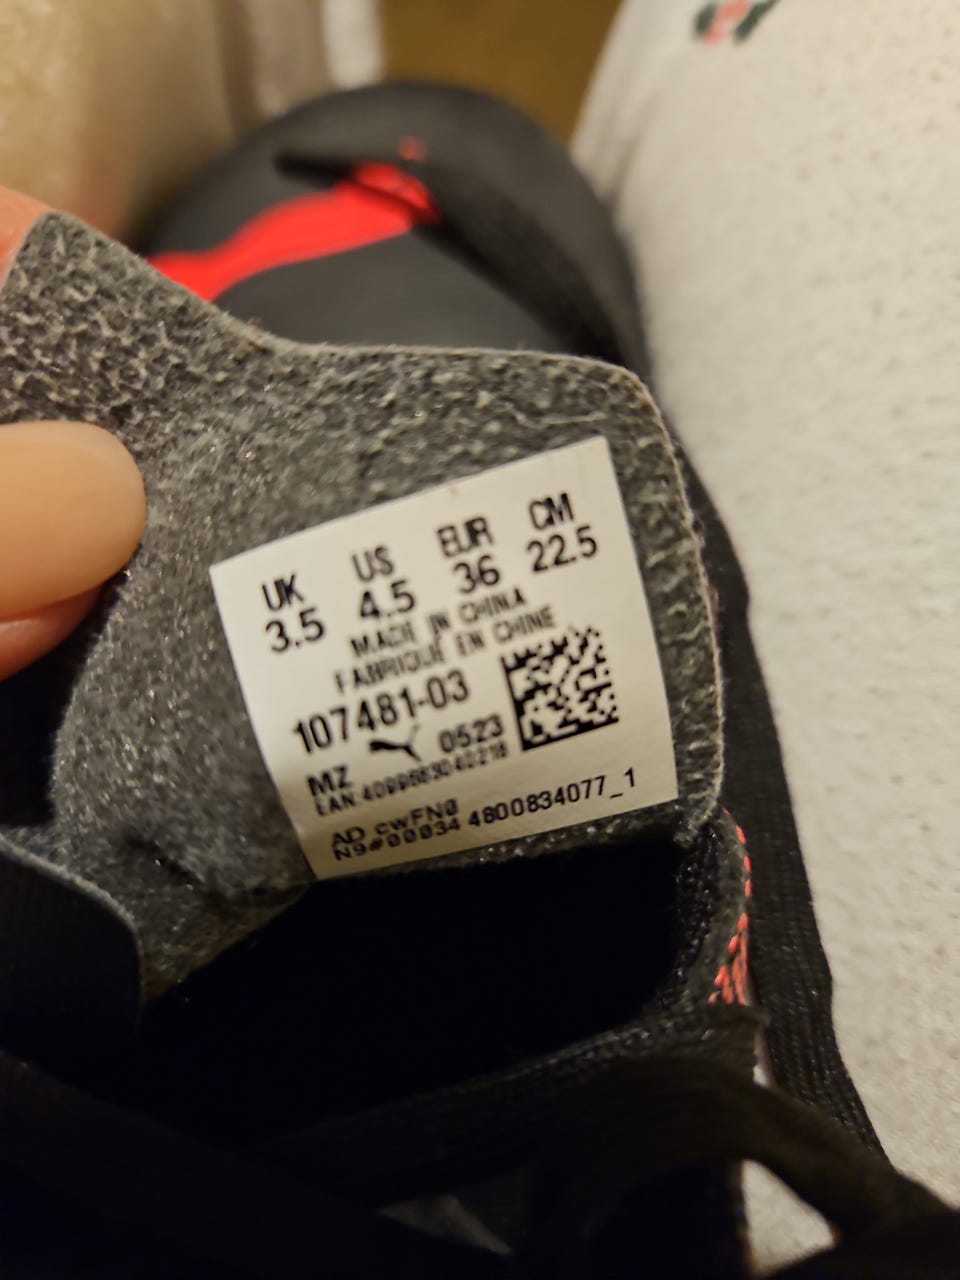 UK US EUR CM
3.5 4.5 36 22.5
MADE IN CHINA
FABRIQUE EN CHINE
107481-03
MZ 0523
EAN:
AD cwFN0
N9#00034 4800834077_1